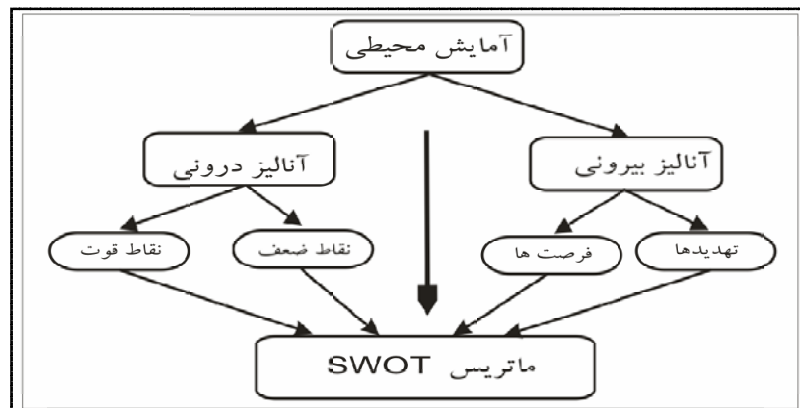 آمایش محیطی
آنالیز بیرونی
آنالیز درونی
تهدیدها
فرصت ها
نقاط ضعف
نقاط قوت
ماتریس SWOT